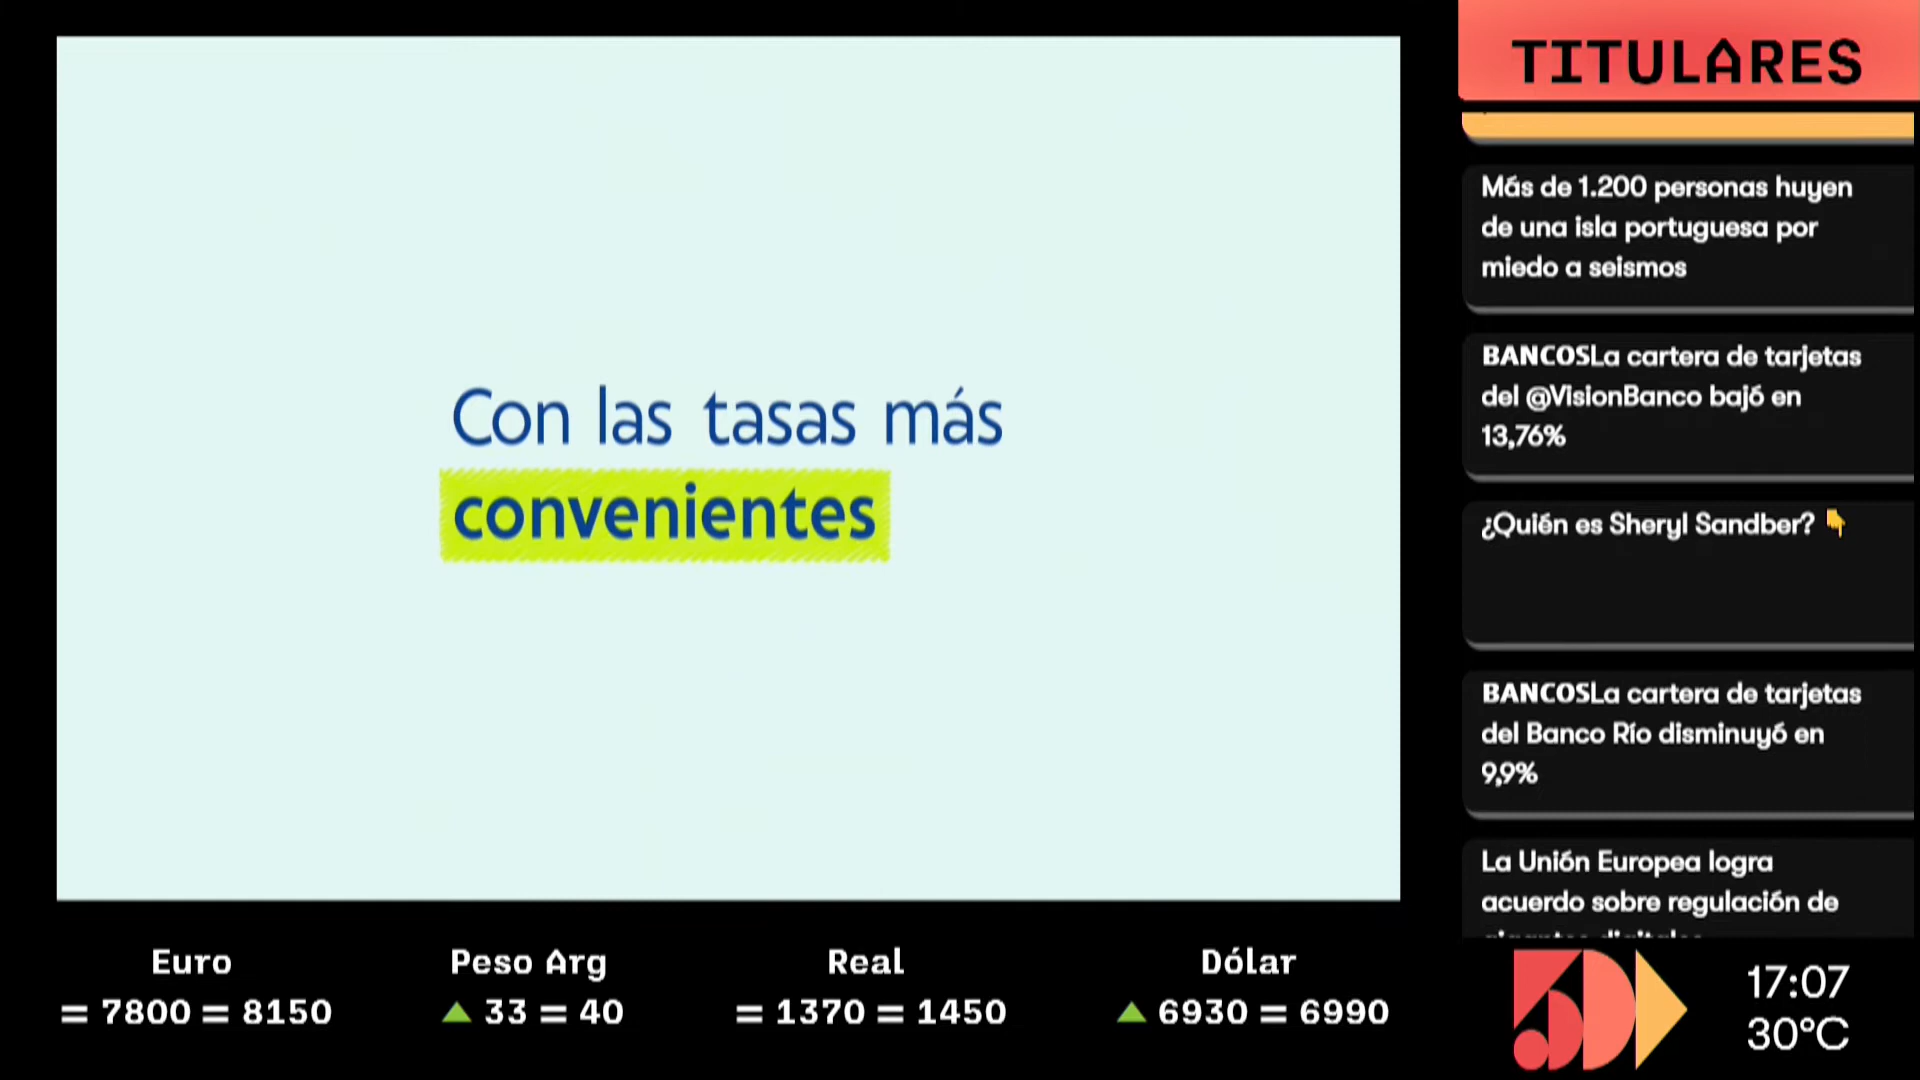 TITULARES
Más de 1.200 personas huyen
de una isla portuguesa por
miedo a seismos
BANCOSLa cartera de tarjetas
del @VisionBanco bajó en
13,76%
¿Quién es Sheryl Sandber? 👇
BANCOSLa cartera de tarjetas
del Banco Río disminuyó en
9,9%
La Unión Europea logra
acuerdo sobre regulación de
Con las tasas más
convenientes
Euro
= 7800 = 8150
Peso Arg
▲ 33 = 40
Real
= 1370 = 1450
Dólar
▲ 6930 = 6990
5D
17:07
30°C